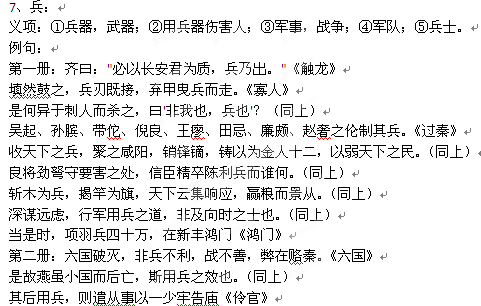 7、兵：
义项：①兵器，武器；②用兵器伤害人；③军事，战争；④军队；⑤兵士。
例句：
第一册：齐曰："必以长安君为质，兵乃出。"《触龙》
填然鼓之，兵刃既接，弃甲曳兵而走。《寡人》
是何异于刺人而杀之，曰'非我也，兵也'？（同上）
吴起、孙膑、带佗、倪良、王廖、田忌、廉颇、赵奢之伦制其兵。《过秦》
收天下之兵，聚之咸阳，销锋镝，铸以为金人十二，以弱天下之民。（同上）
良将劲弩守要害之处，信臣精卒陈利兵而谁何。（同上）
斩木为兵，揭竿为旗，天下云集响应，赢粮而景从。（同上）
深谋远虑，行军用兵之道，非及向时之士也。（同上）
当是时，项羽兵四十万，在新丰鸿门《鸿门》
第二册：六国破灭，非兵不利，战不善，弊在赂秦。《六国》
是故燕虽小国而后亡，斯用兵之效也。（同上）
其后用兵，则遣从事以一少牢告庙《伶官》